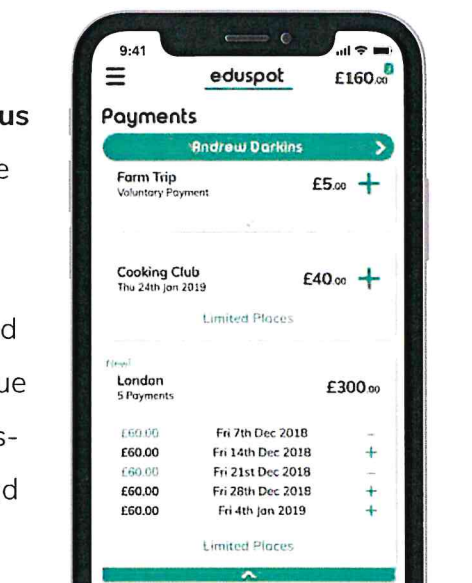 us
e
d
ue
s-
d
9:41
eduspot £160.00
Payments
Andrew Darkins
Farm Trip
Voluntary Payment
£5.00 +
Cooking Club
Thu 24th Jan 2019
£40.00 +
Limited Places
New!
London
5 Payments
£300.00
£60.00 Fri 7th Dec 2018 -
£60.00 Fri 14th Dec 2018 +
£60.00 Fri 21st Dec 2018 -
£60.00 Fri 28th Dec 2018 +
£60.00 Fri 4th Jan 2019 +
Limited Places